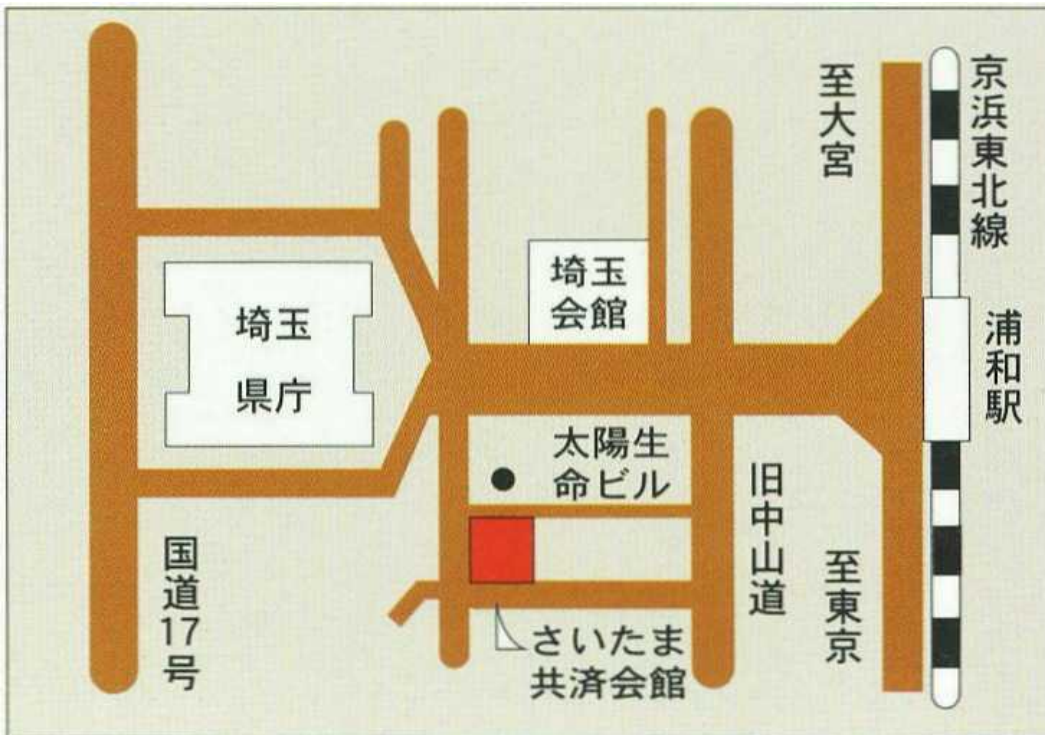 京浜東北線
至大宮
浦和駅
埼玉
会館
埼玉
県庁
太陽生
命ビル
旧中山道
至東京
国道17号
さいたま
共済会館